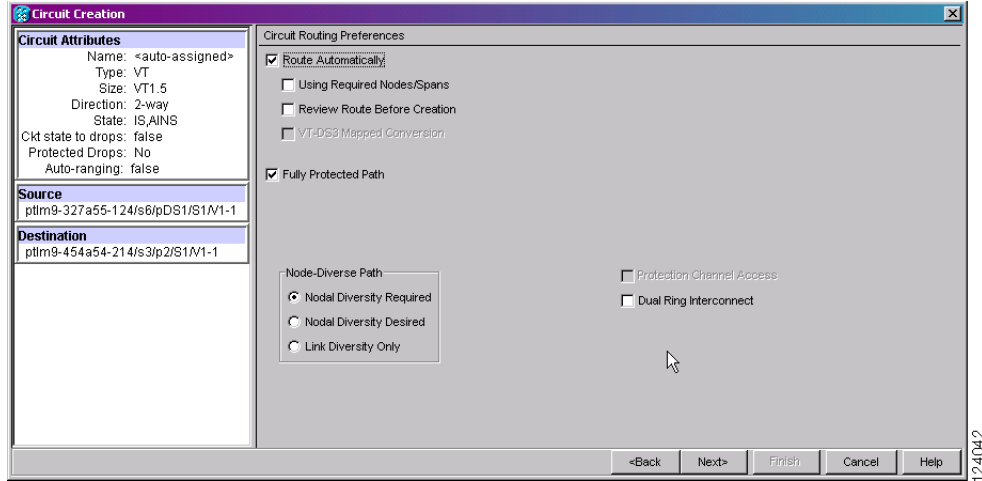 Circuit Creation
Circuit Attributes
Name: <auto-assigned>
Type: VT
Size: VT1.5
Direction: 2-way
State: IS,AINS
Ckt state to drops: false
Protected Drops: No
Auto-ranging: false
Source
ptlm9-327a55-124/s6/pDS1/S1/V1-1
Destination
ptlm9-454a54-214/s3/p2/S1/V1-1
Circuit Routing Preferences
Route Automatically
Using Required Nodes/Spans
Review Route Before Creation
VT-DS3 Mapped Conversion
Fully Protected Path
Node-Diverse Path
Nodal Diversity Required
Nodal Diversity Desired
Link Diversity Only
Protection Channel Access
Dual Ring Interconnect
<Back Next> Finish Cancel Help
124042